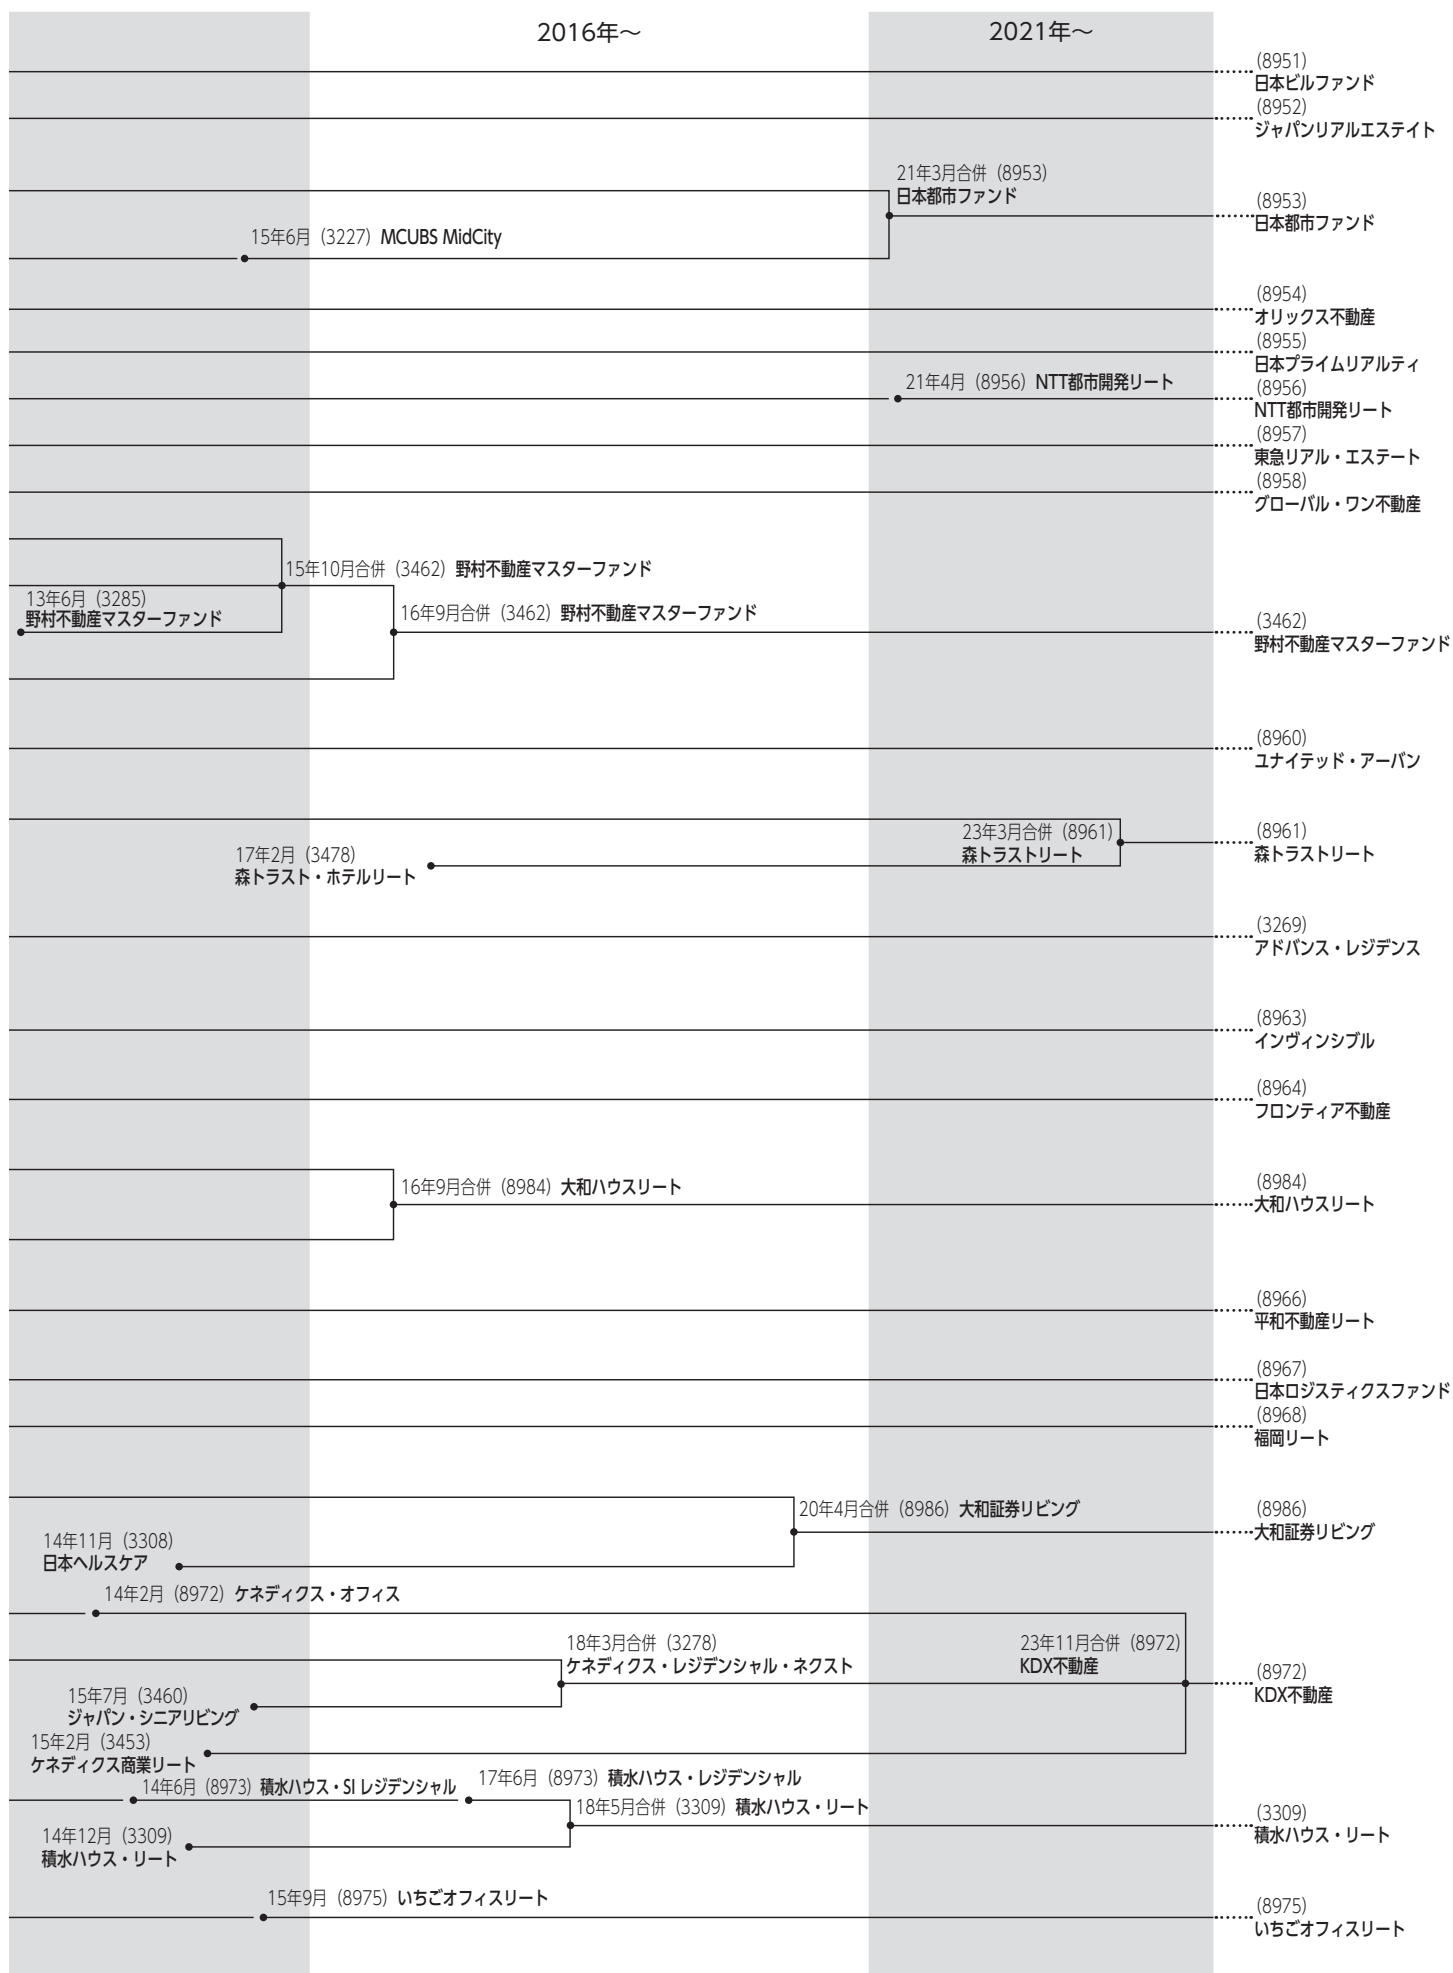 2016年～
2021年～
(8951)
日本ビルファンド
(8952)
ジャパンリアルエステイト
21年3月合併 (8953)
日本都市ファンド
(8953)
日本都市ファンド
15年6月 (3227) MCUBS MidCity
(8954)
オリックス不動産
(8955)
日本プライムリアルティ
21年4月 (8956) NTT都市開発リート
(8956)
NTT都市開発リート
(8957)
東急リアル・エステート
(8958)
グローバル・ワン不動産
15年10月合併 (3462) 野村不動産マスターファンド
13年6月 (3285)
野村不動産マスターファンド
16年9月合併 (3462) 野村不動産マスターファンド
(3462)
野村不動産マスターファンド
(8960)
ユナイテッド・アーバン
23年3月合併 (8961)
森トラストリート
(8961)
森トラストリート
17年2月 (3478)
森トラスト・ホテルリート
(3269)
アドバンス・レジデンス
(8963)
インヴィンシブル
(8964)
フロンティア不動産
16年9月合併 (8984) 大和ハウスリート
(8984)
大和ハウスリート
(8966)
平和不動産リート
(8967)
日本ロジスティクスファンド
(8968)
福岡リート
20年4月合併 (8986) 大和証券リビング
(8986)
大和証券リビング
14年11月 (3308)
日本ヘルスケア
14年2月 (8972) ケネディクス・オフィス
18年3月合併 (3278)
ケネディクス・レジデンシャル・ネクスト
23年11月合併 (8972)
KDX不動産
(8972)
KDX不動産
15年7月 (3460)
ジャパン・シニアリビング
15年2月 (3453)
ケネディクス商業リート
14年6月 (8973) 積水ハウス・SI レジデンシャル
17年6月 (8973) 積水ハウス・レジデンシャル
18年5月合併 (3309) 積水ハウス・リート
(3309)
積水ハウス・リート
14年12月 (3309)
積水ハウス・リート
15年9月 (8975) いちごオフィスリート
(8975)
いちごオフィスリート